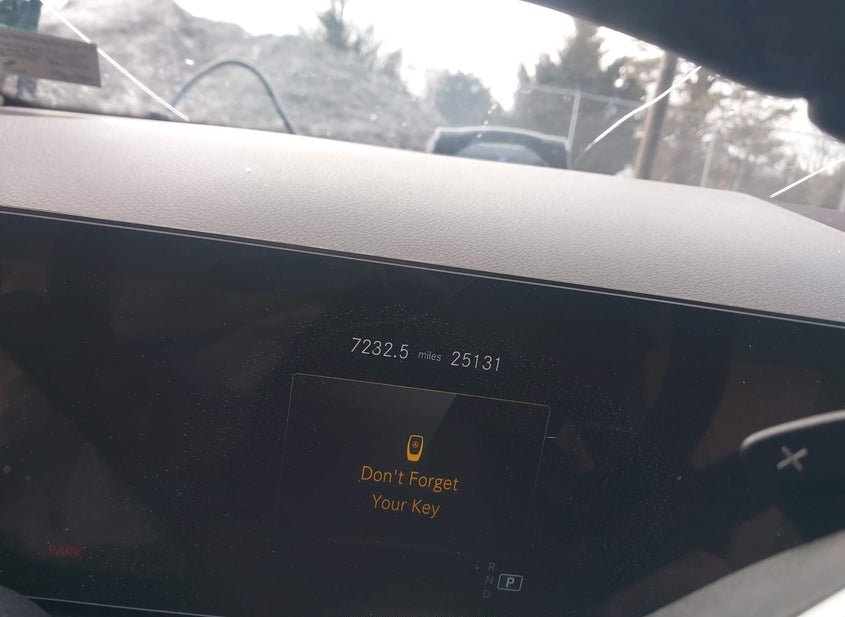 7232.5 miles 25131
Don't Forget
Your Key
PARK
R
N P
D